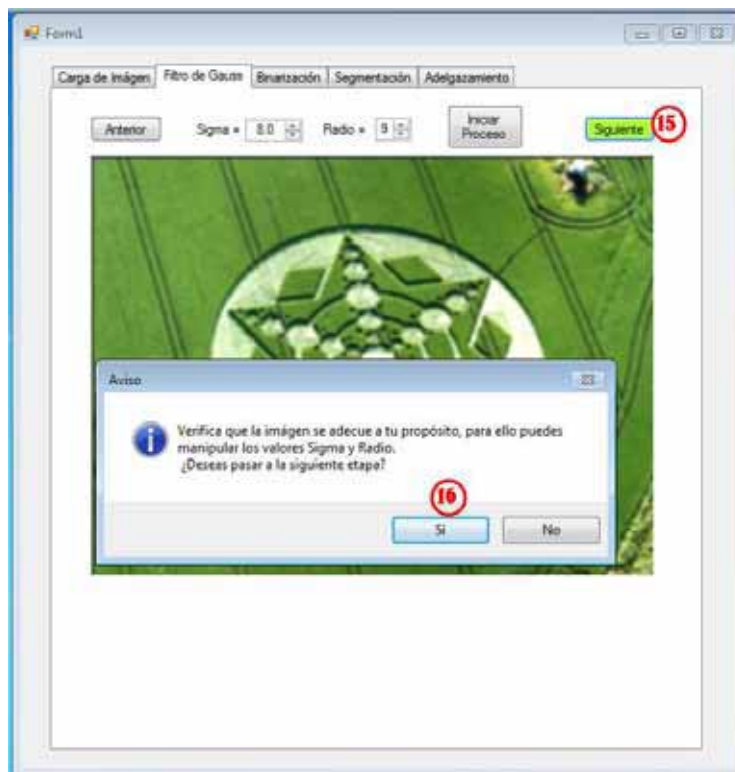 Form1
Carga de Imágen Filtro de Gauss Binarización Segmentación Adelgazamiento
Anterior Sigma = 8.0 Radio = 9 Iniciar Proceso Siguiente 15
Aviso
Verifica que la imágen se adecue a tu propósito, para ello puedes
manipular los valores Sigma y Radio.
¿Deseas pasar a la siguiente etapa?
16
Si No